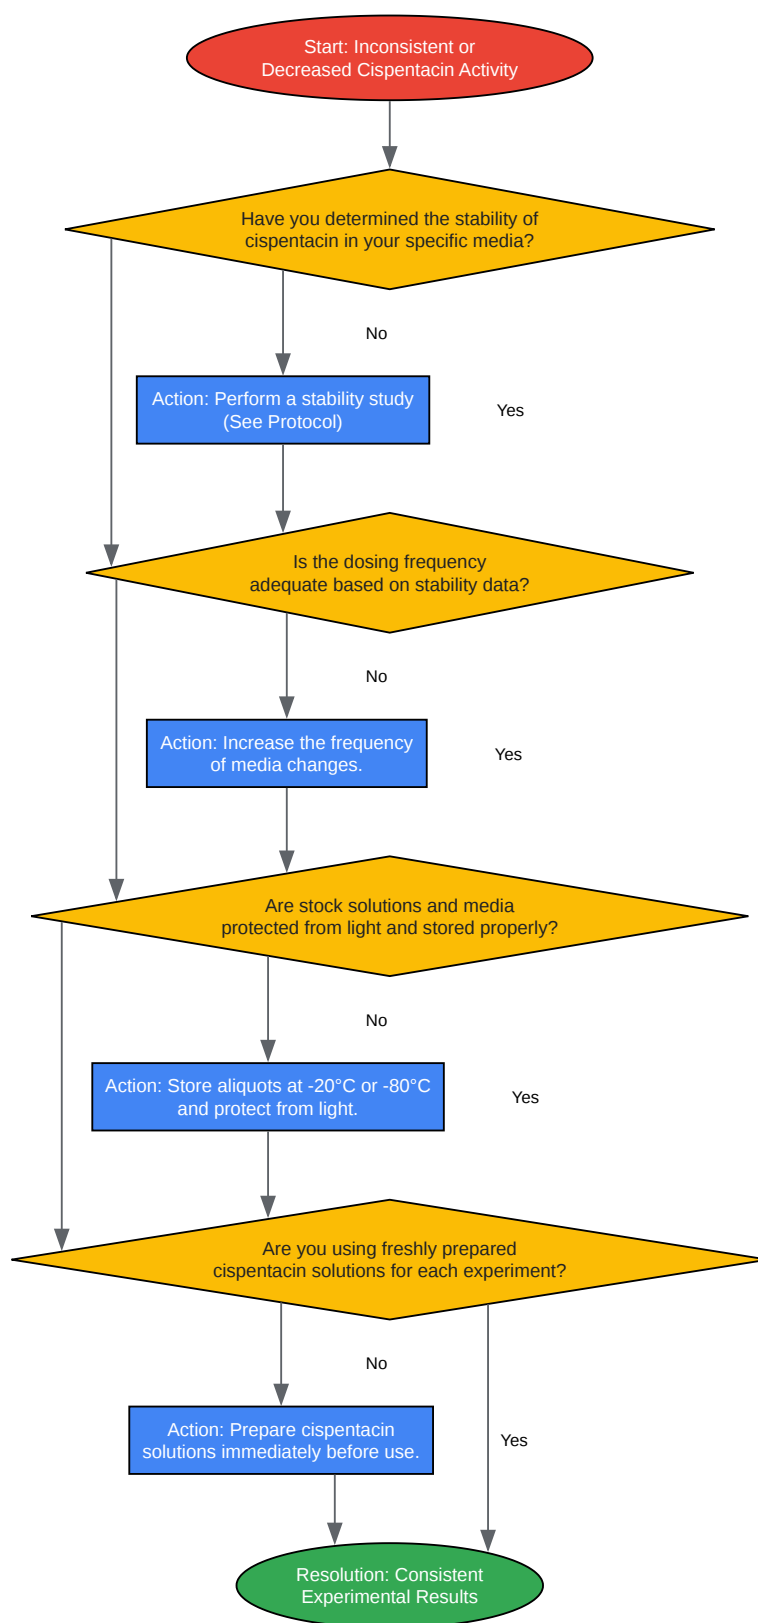 Start: Inconsistent or
Decreased Cispentacin Activity
Have you determined the stability of
cispentacin in your specific media?
No
Action: Perform a stability study
(See Protocol)
Yes
Is the dosing frequency
adequate based on stability data?
No
Action: Increase the frequency
of media changes.
Yes
Are stock solutions and media
protected from light and stored properly?
No
Action: Store aliquots at -20°C or -80°C
and protect from light.
Yes
Are you using freshly prepared
cispentacin solutions for each experiment?
No
Action: Prepare cispentacin
solutions immediately before use.
Yes
Resolution: Consistent
Experimental Results